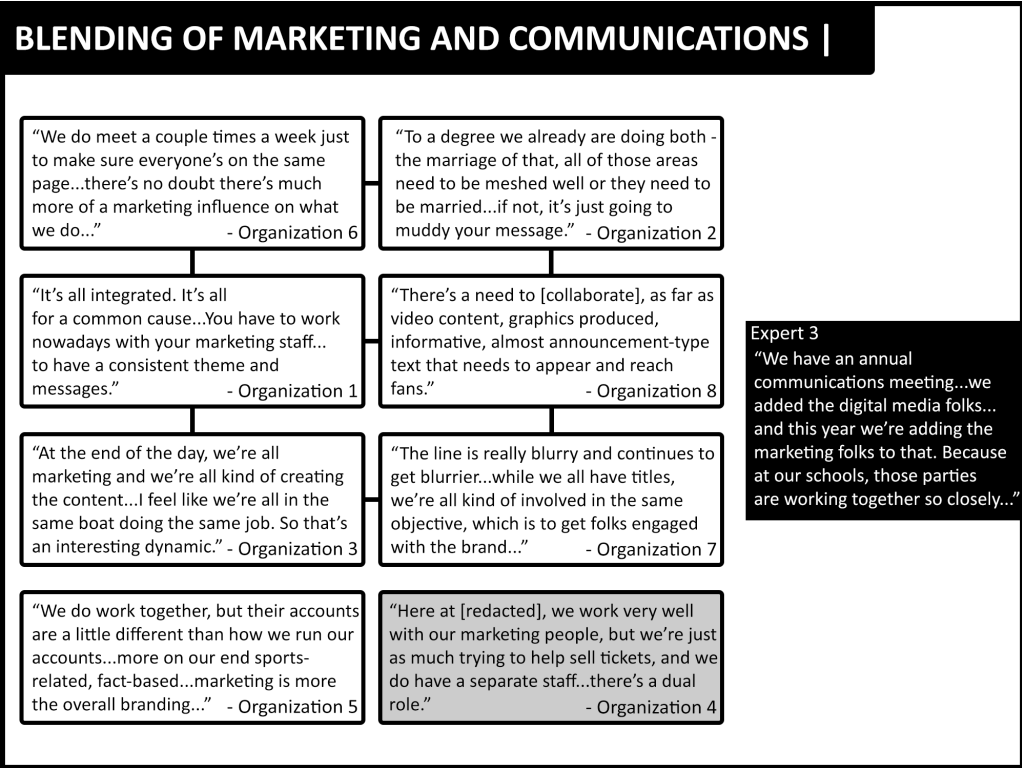 BLENDING OF MARKETING AND COMMUNICATIONS |
“We do meet a couple times a week just
to make sure everyone’s on the same
page...there’s no doubt there’s much
more of a marketing influence on what
we do...” - Organization 6
“To a degree we already are doing both -
the marriage of that, all of those areas
need to be meshed well or they need to
be married...if not, it’s just going to
muddy your message.” - Organization 2
“It’s all integrated. It’s all
for a common cause...You have to work
nowadays with your marketing staff...
to have a consistent theme and
messages.” - Organization 1
“There’s a need to [collaborate], as far as
video content, graphics produced,
informative, almost announcement-type
text that needs to appear and reach
fans.” - Organization 8
“At the end of the day, we’re all
marketing and we’re all kind of creating
the content...I feel like we’re all in the
same boat doing the same job. So that’s
an interesting dynamic.” - Organization 3
“The line is really blurry and continues to
get blurrier...while we all have titles,
we’re all kind of involved in the same
objective, which is to get folks engaged
with the brand...” - Organization 7
“We do work together, but their accounts
are a little different than how we run our
accounts...more on our end sports-
related, fact-based...marketing is more
the overall branding...” - Organization 5
“Here at [redacted], we work very well
with our marketing people, but we’re just
as much trying to help sell tickets, and we
do have a separate staff...there’s a dual
role.” - Organization 4
Expert 3
“We have an annual
communications meeting...we
added the digital media folks...
and this year we’re adding the
marketing folks to that. Because
at our schools, those parties
are working together so closely...”